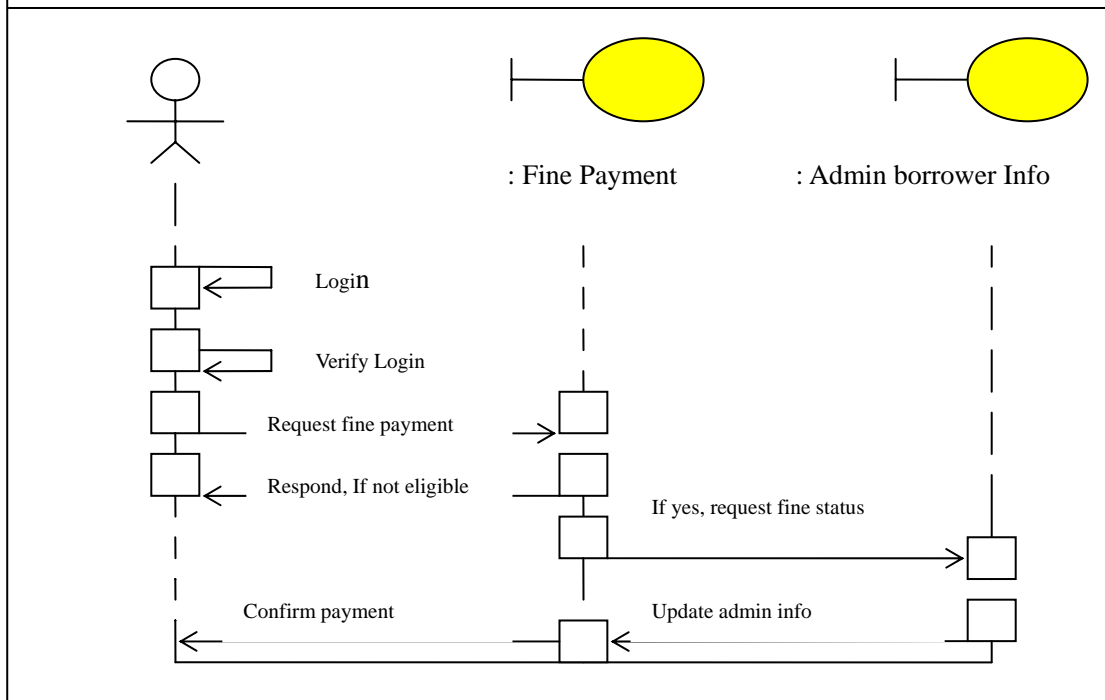 : Fine Payment
: Admin borrower Info
Login
Verify Login
Request fine payment
Respond, If not eligible
If yes, request fine status
Confirm payment
Update admin info